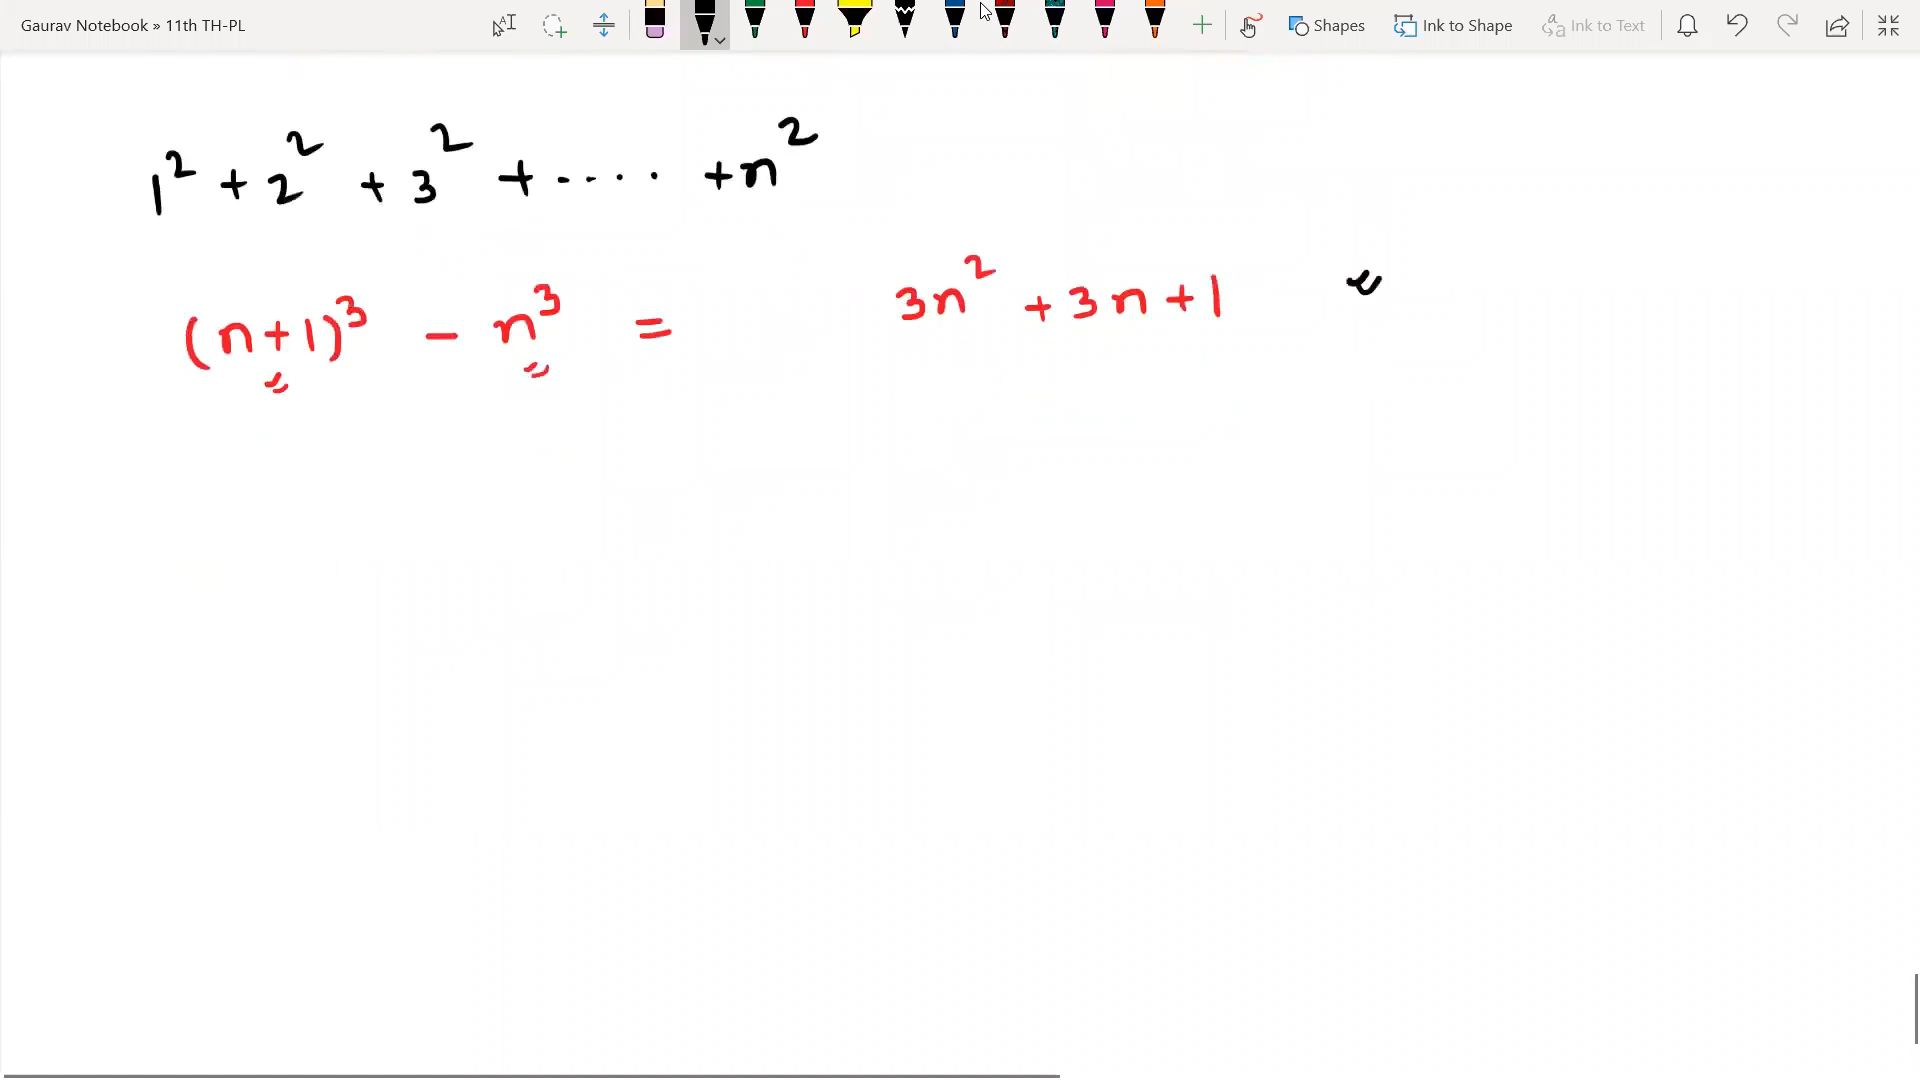 Gaurav Notebook » 11th TH-PL Shapes Ink to Shape Ink to Text
1² + 2² + 3² + ..... + n²
(n+1)³ - n³ = 3n² + 3n + 1